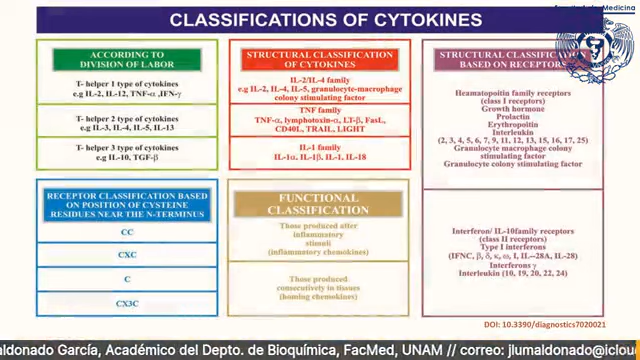 CLASSIFICATIONS OF CYTOKINES
ACCORDING TO
DIVISION OF LABOR
T- helper 1 type of cytokines
e.g IL-2, IL-12, TNF-α ,IFN-γ
T- helper 2 type of cytokines
e.g IL-3, IL-4, IL-5, IL-13
T- helper 3 type of cytokines
e.g IL-10, TGF-β
STRUCTURAL CLASSIFICATION
OF CYTOKINES
IL-2/IL-4 family
e.g IL-2, IL-4, IL-5, granulocyte-macrophage
colony stimulating factor
TNF family
TNF-α, lymphotoxin-α, LT-β, FasL,
CD40L, TRAIL, LIGHT
IL-1 family
IL-1α, IL-1β, IL-1, IL-18
STRUCTURAL CLASSIFICATION
BASED ON RECEPTORS
Heamatopoitin family receptors
(class I receptors)
Growth hormone
Prolactin
Erythropoitin
Interleukin
(2, 3, 4, 5, 6, 7, 9, 11, 12, 13, 15, 16, 17, 25)
Granulocyte macrophage colony
stimulating factor
Granulocyte colony stimulating factor
Interferon/ IL-10family receptors
(class II receptors)
Type I interferons
(IFNC, β, δ, κ, ω, I, IL--28A, IL-28)
Interferons γ
Interleukin (10, 19, 20, 22, 24)
RECEPTOR CLASSIFICATION BASED
ON POSITION OF CYSTEINE
RESIDUES NEAR THE N-TERMINUS
CC
CXC
C
CX3C
FUNCTIONAL
CLASSIFICATION
Those produced after
inflammatory
stimuli
(inflammatory chemokines)
Those produced
consecutively in tissues
(homing chemokines)
DOI: 10.3390/diagnostics7020021
aldonado García, Académico del Depto. de Bioquímica, FacMed, UNAM // correo: jlumaldonado@iclou